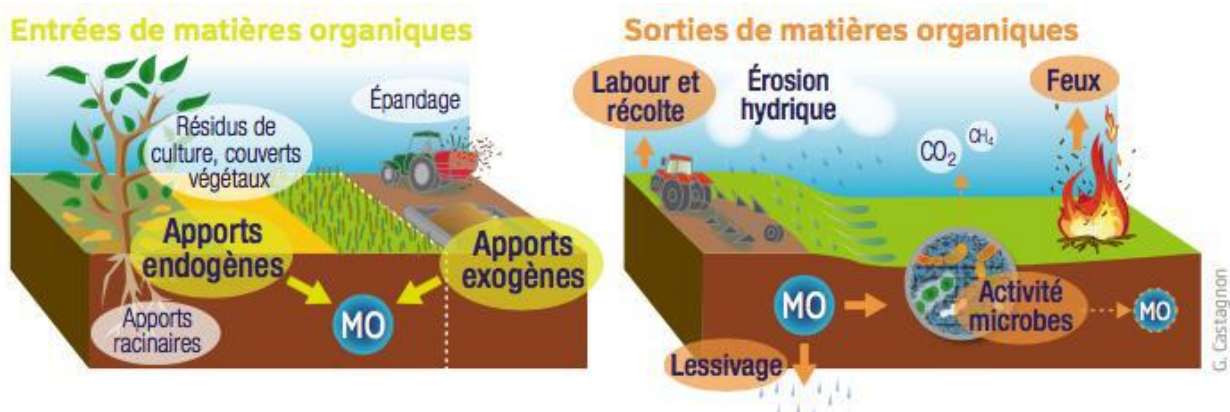 Entrées de matières organiques
Épandage
Résidus de
culture, couverts
végétaux
Apports
endogènes
Apports
exogènes
MO
Apports
racinaires
Sorties de matières organiques
Labour et
récolte
Érosion
hydrique
CO₂
CH₄
Feux
MO
Activité
microbes
MO
Lessivage
G. Castagnon